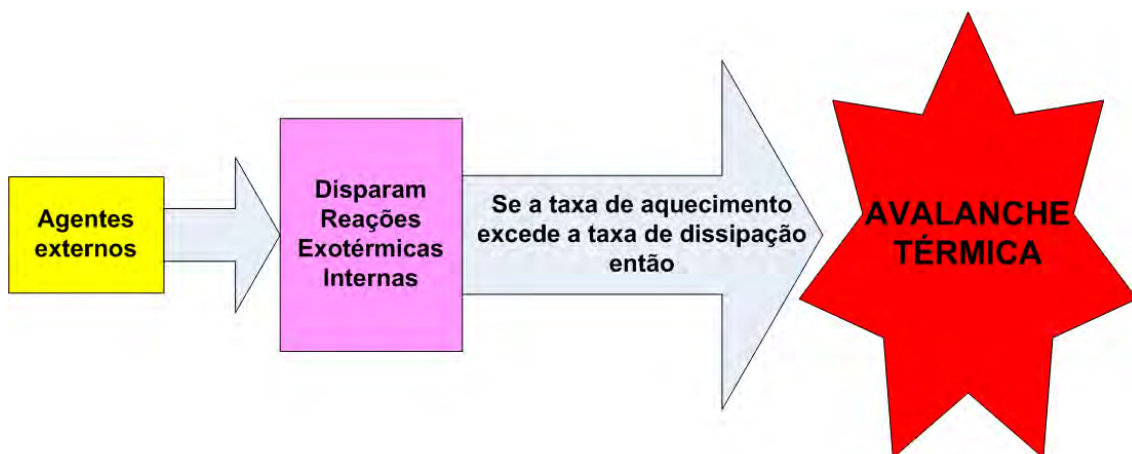 Agentes
externos
Disparam
Reações
Exotérmicas
Internas
Se a taxa de aquecimento
excede a taxa de dissipação
então
AVALANCHE
TÉRMICA